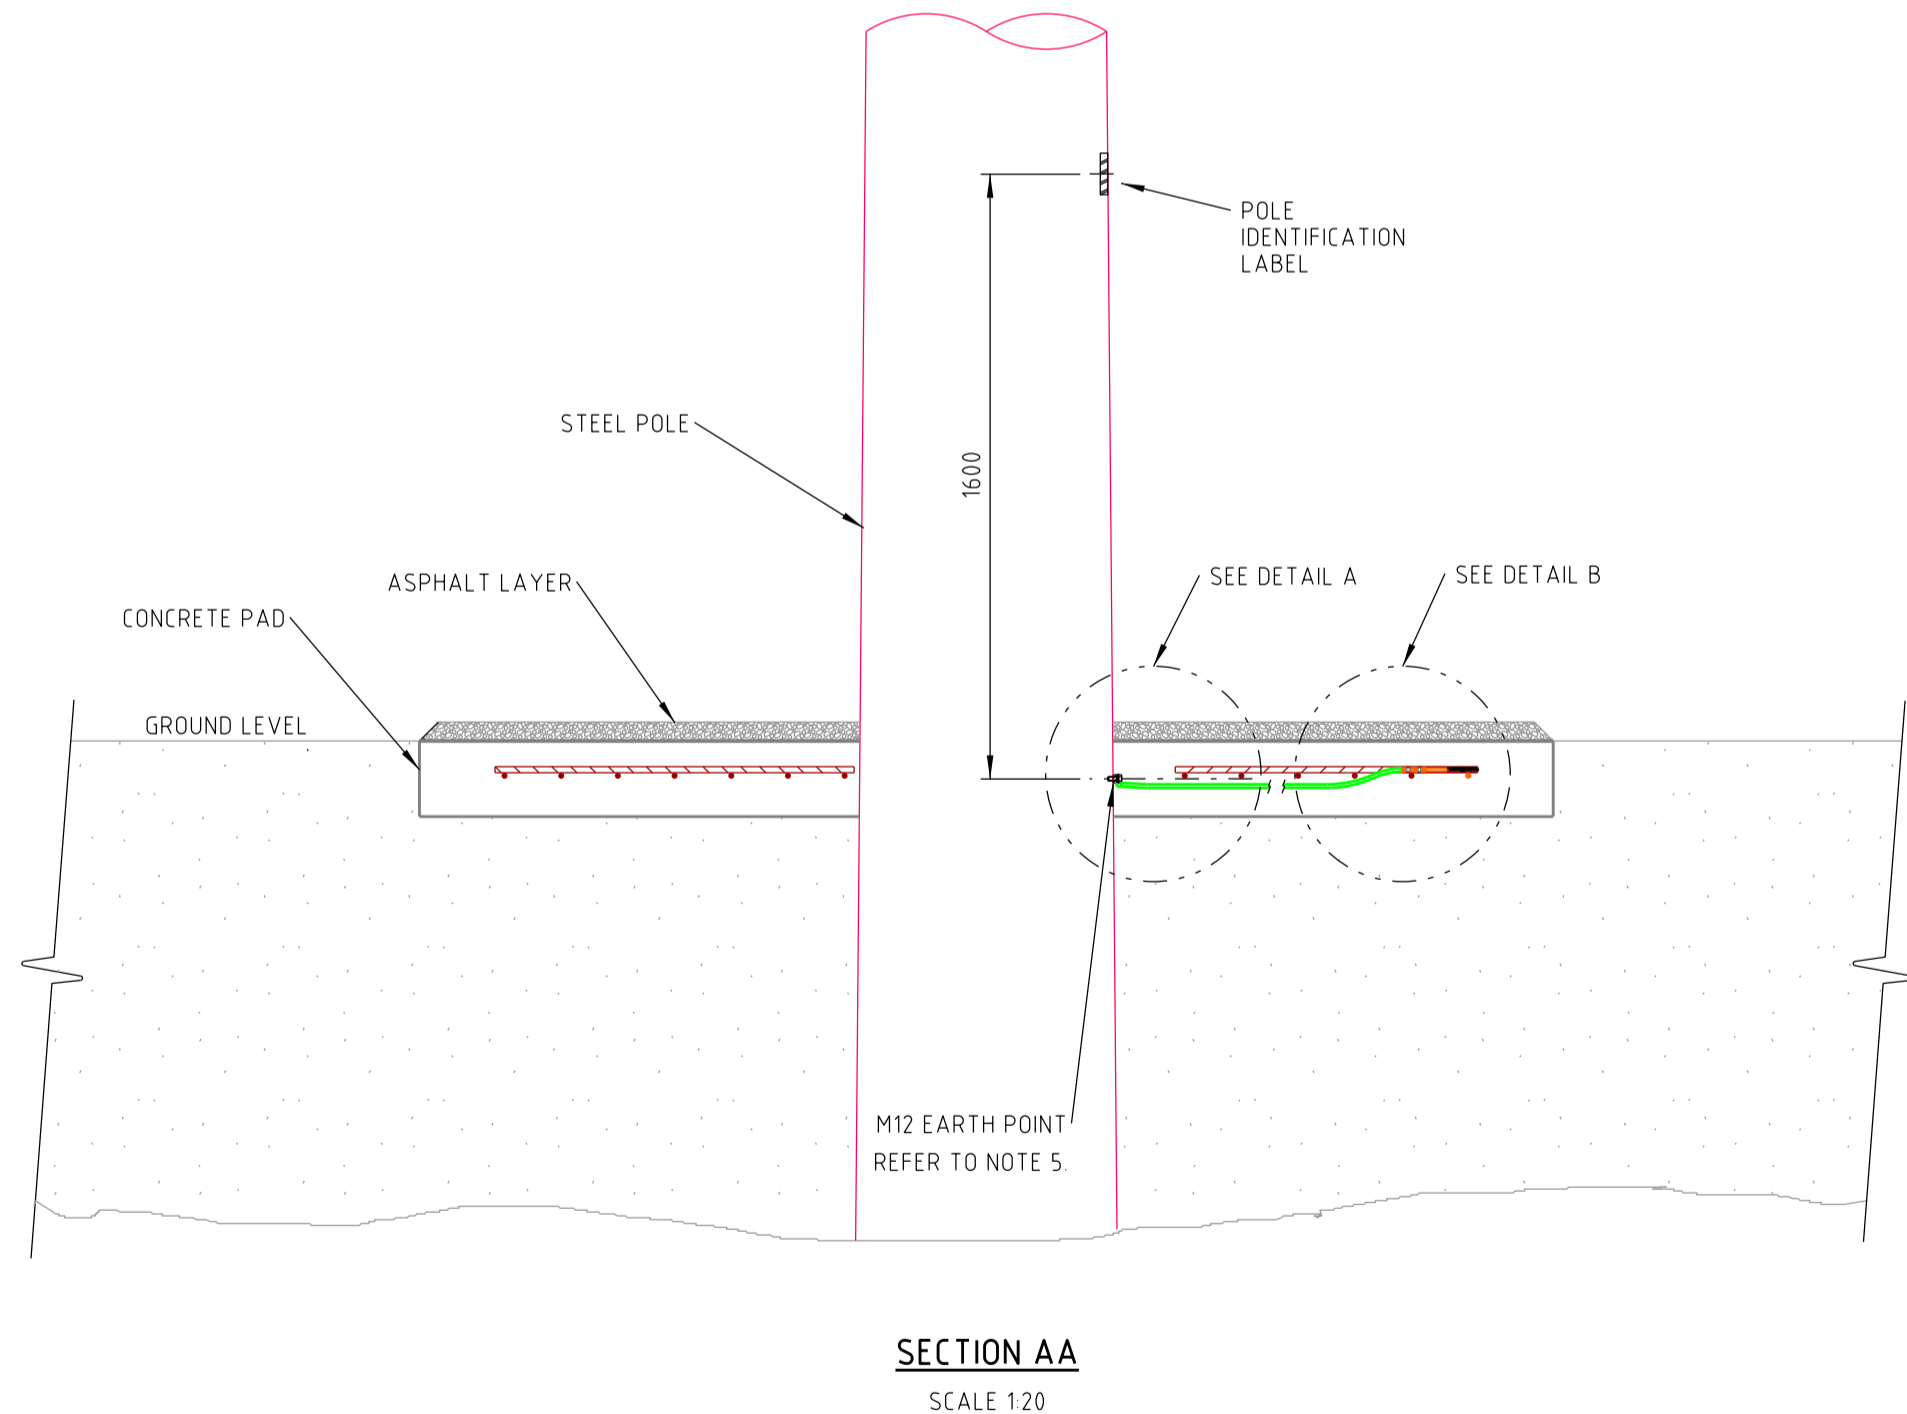 POLE
IDENTIFICATION
LABEL
STEEL POLE
1600
ASPHALT LAYER
SEE DETAIL A
SEE DETAIL B
CONCRETE PAD
GROUND LEVEL
M12 EARTH POINT
REFER TO NOTE 5.
SECTION AA
SCALE 1:20